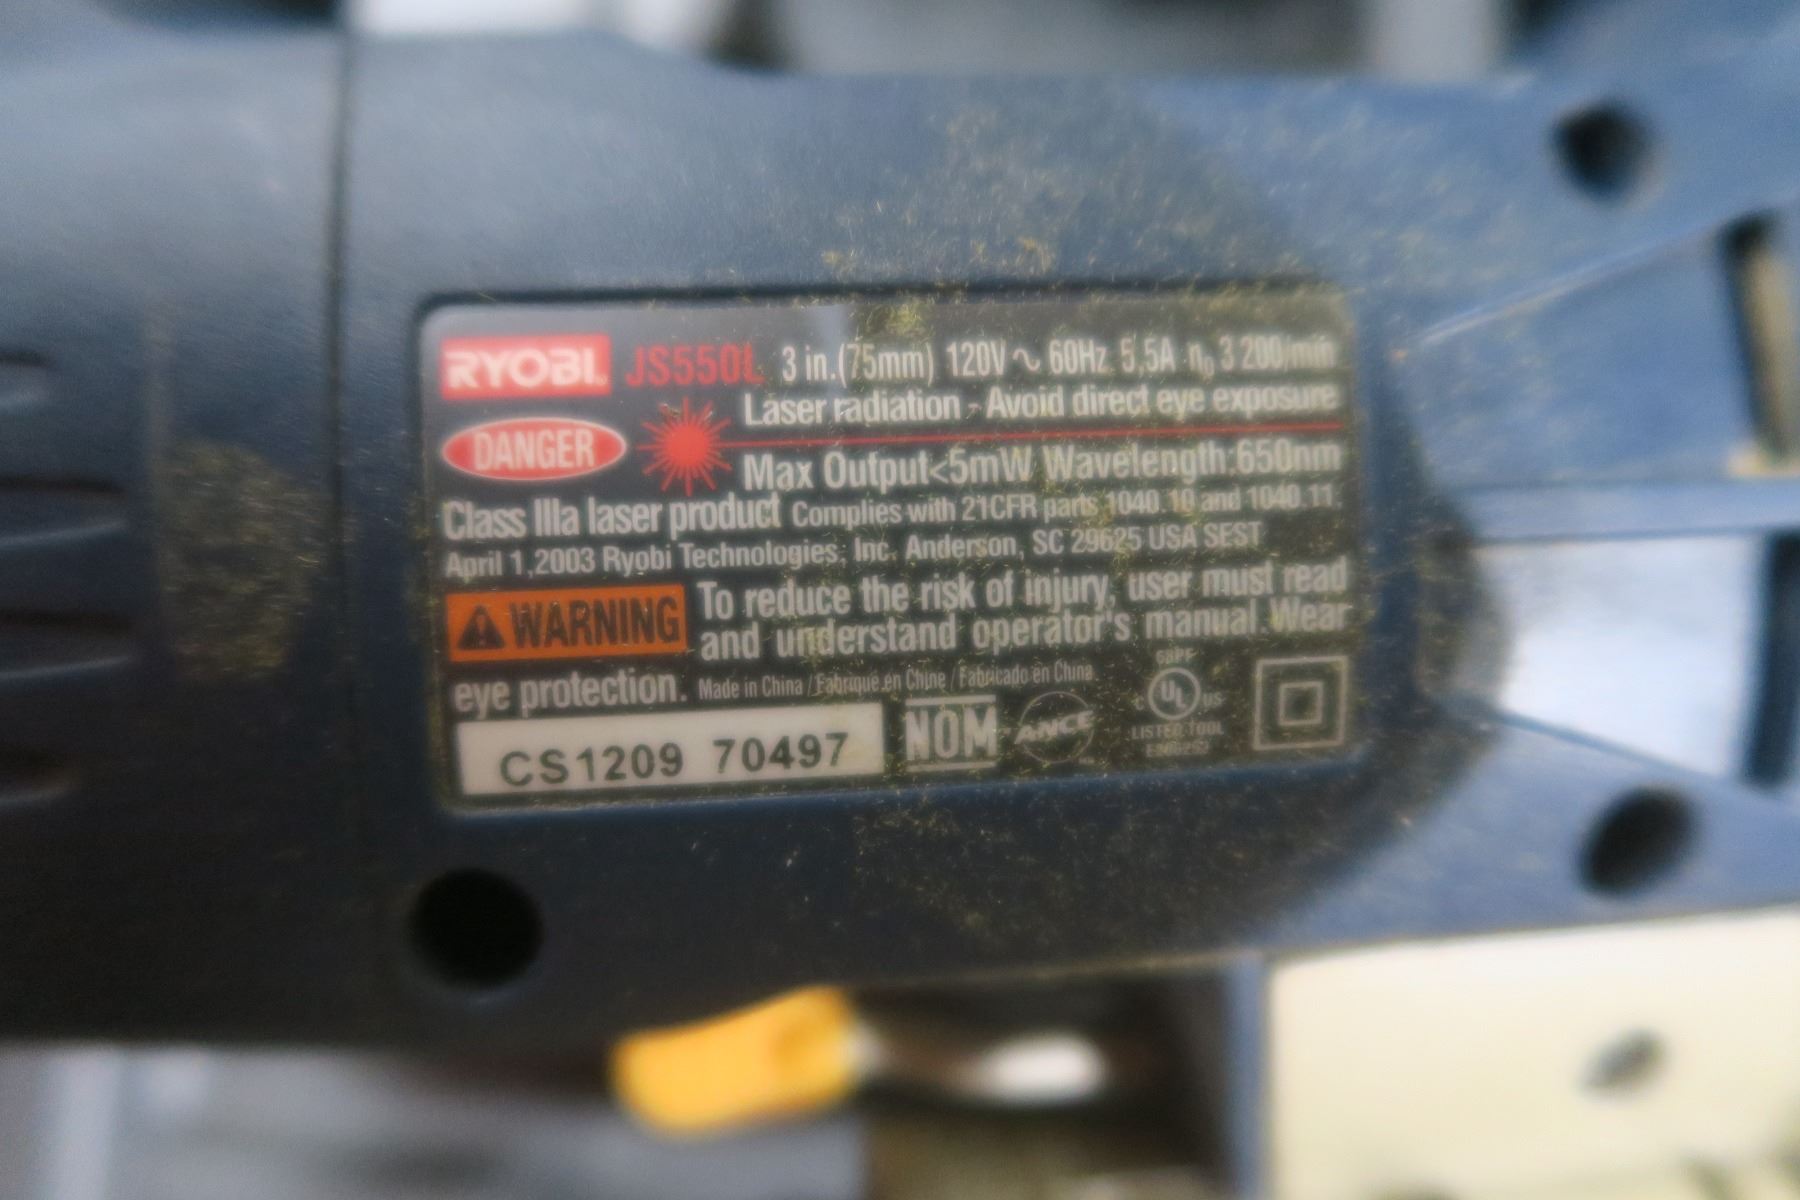 RYOBI JS550L 3 in.(75mm) 120V ~ 60Hz 5,5A n₀ 3 200/min
Laser radiation - Avoid direct eye exposure
DANGER
Max Output<5mW Wavelength:650nm
Class IIIa laser product Complies with 21CFR parts 1040.10 and 1040.11.
April 1,2003 Ryobi Technologies, Inc. Anderson, SC 29625 USA SEST
WARNING To reduce the risk of injury, user must read
and understand operator's manual. Wear
eye protection. Made in China / Fabriqué en Chine / Fabricado en China
CS1209 70497
NOM
ANCE
68PF
C UL US
LISTED TOOL